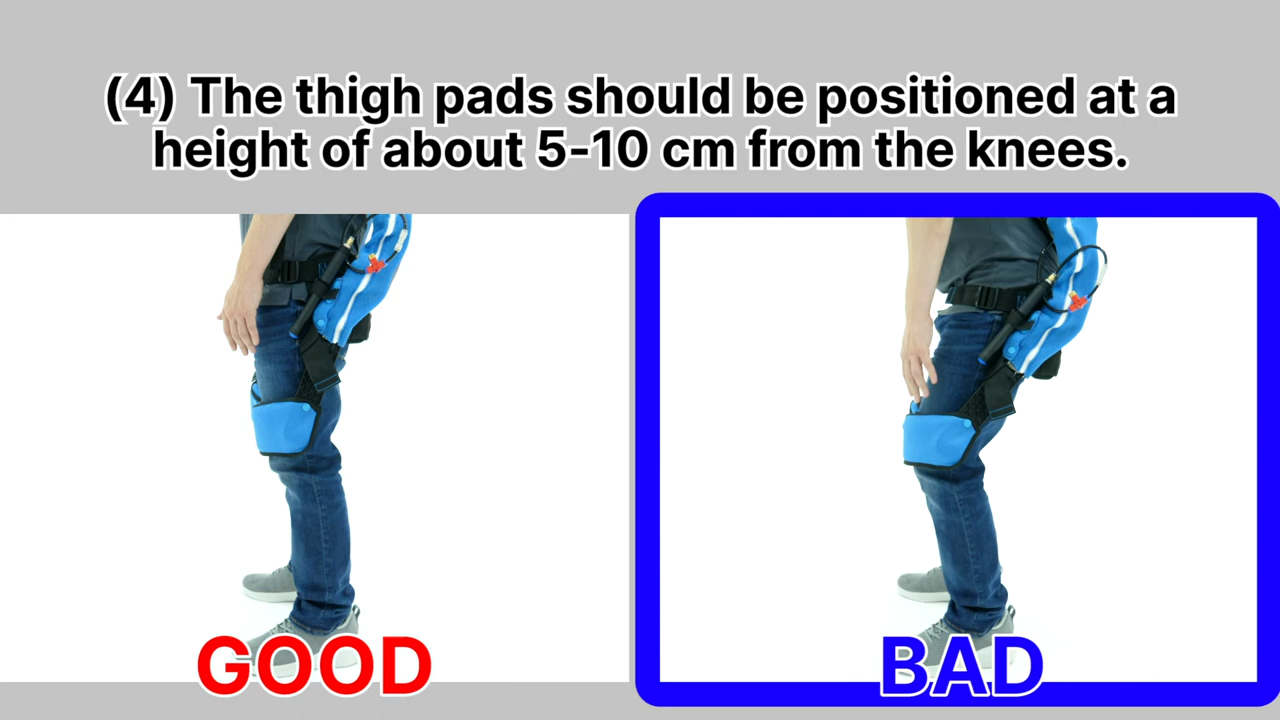 (4) The thigh pads should be positioned at a
height of about 5-10 cm from the knees.
GOOD
BAD